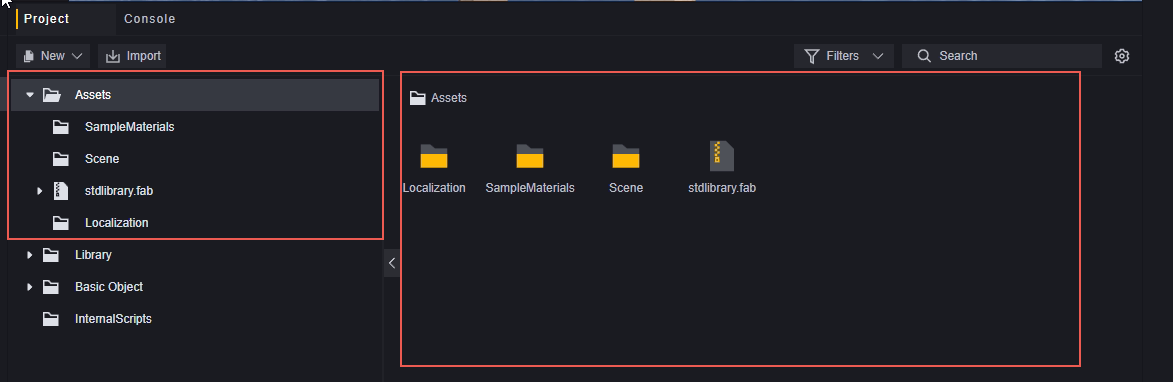 Project Console
New Import Filters Search
Assets
SampleMaterials
Scene
stdlibrary.fab
Localization
Library
Basic Object
InternalScripts
Assets
Localization SampleMaterials Scene stdlibrary.fab